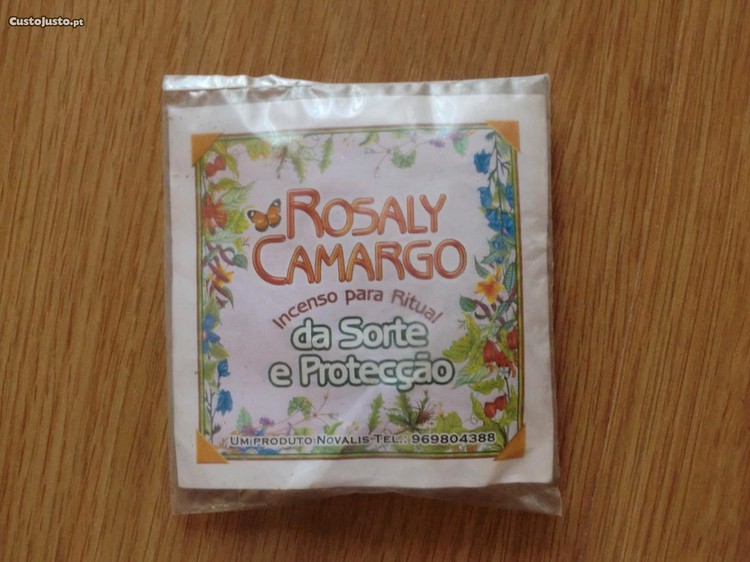 CustoJusto.pt
ROSALY
CAMARGO
Incenso para Ritual
da Sorte
e Protecção
UM PRODUTO NOVALIS-TEL.: 969804388